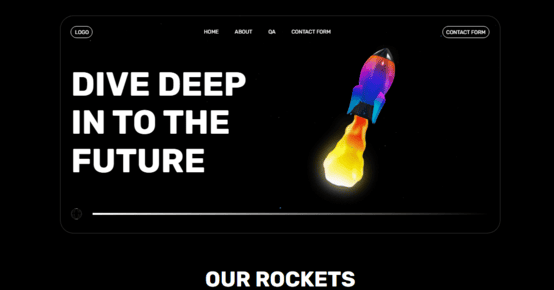 LOGO
HOME ABOUT QA CONTACT FORM
CONTACT FORM
DIVE DEEP
IN TO THE
FUTURE
OUR ROCKETS